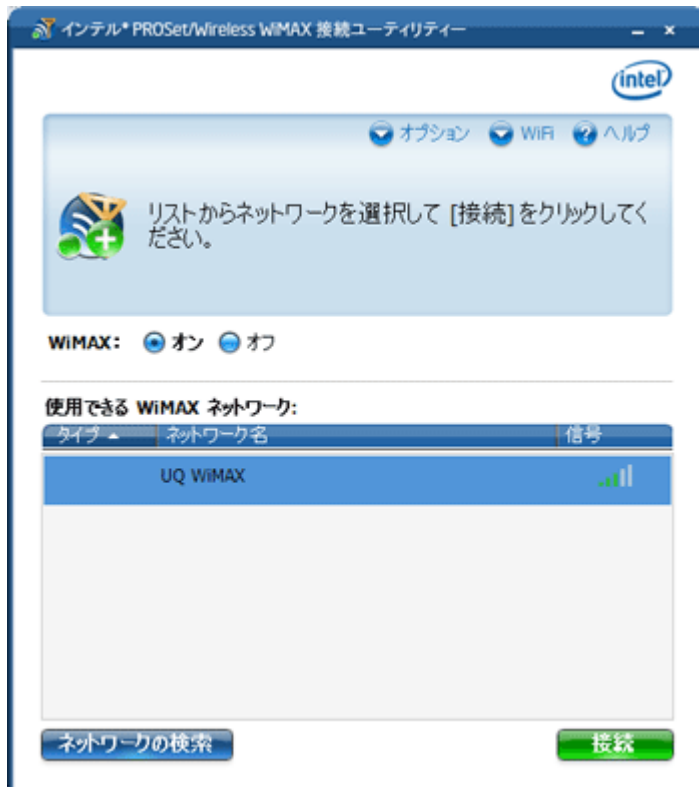 インテル® PROSet/Wireless WiMAX 接続ユーティリティー
intel
オプション WiFi ヘルプ
リストからネットワークを選択して [接続] をクリックしてく
ださい。
WiMAX: オン オフ
使用できる WiMAX ネットワーク:
タイプ ネットワーク名 信号
UQ WiMAX
ネットワークの検索 接続